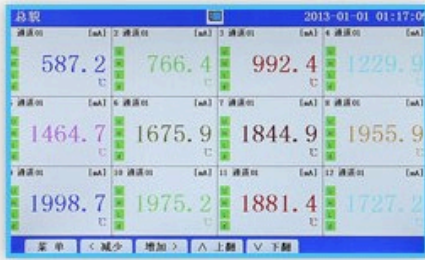 总貌 2013-01-01 01:17:09
通道01 [mA] 2 通道01 [mA] 3 通道01 [mA] 4 通道01 [mA]
587.2 766.4 992.4 1229.9
℃ ℃ ℃
通道01 [mA] 6 通道01 [mA] 7 通道01 [mA] 8 通道01 [mA]
1464.7 1675.9 1844.9 1955.9
℃ ℃ ℃ ℃
通道01 [mA] 10 通道01 [mA] 11 通道01 [mA] 12 通道01 [mA]
1998.7 1975.2 1881.4 1727.2
℃ ℃ ℃ ℃
菜单 <减少 增加> ∧上翻 ∨下翻